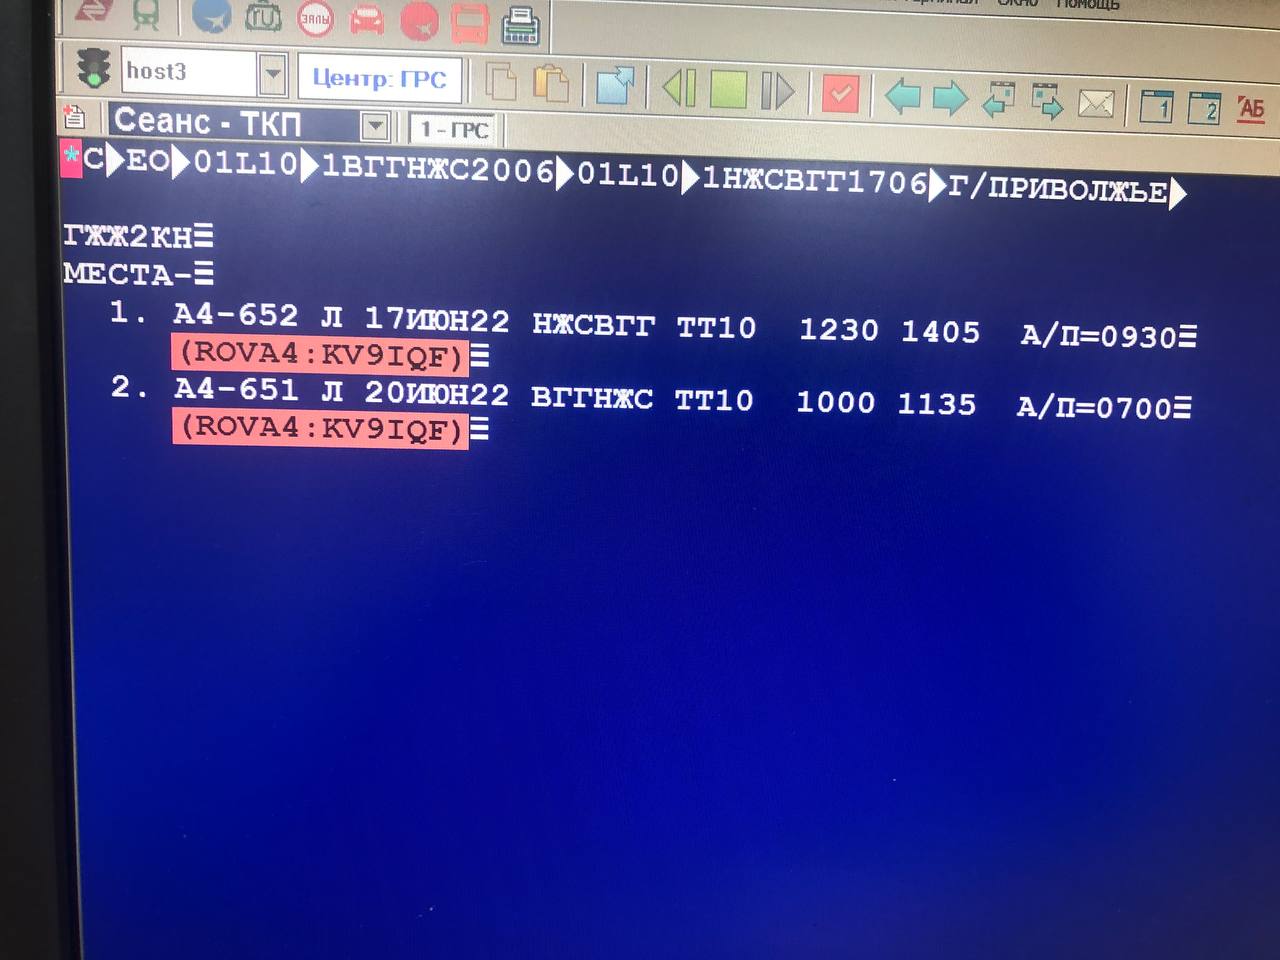 Помощь
RU
ЗАЛЫ
host3
Центр: ГРС
1
2
АБ
Сеанс - ТКП
1 - ГРС
*С▶ЕО▶01L10▶1ВГГНЖС2006▶01L10▶1НЖСВГГ1706▶Г/ПРИВОЛЖЬЕ▶
ГЖЖ2КН☰
МЕСТА-☰
1. А4-652 Л 17ИЮН22 НЖСВГГ ТТ10 1230 1405 А/П=0930☰
(ROVA4:KV9IQF)☰
2. А4-651 Л 20ИЮН22 ВГГНЖС ТТ10 1000 1135 А/П=0700☰
(ROVA4:KV9IQF)☰